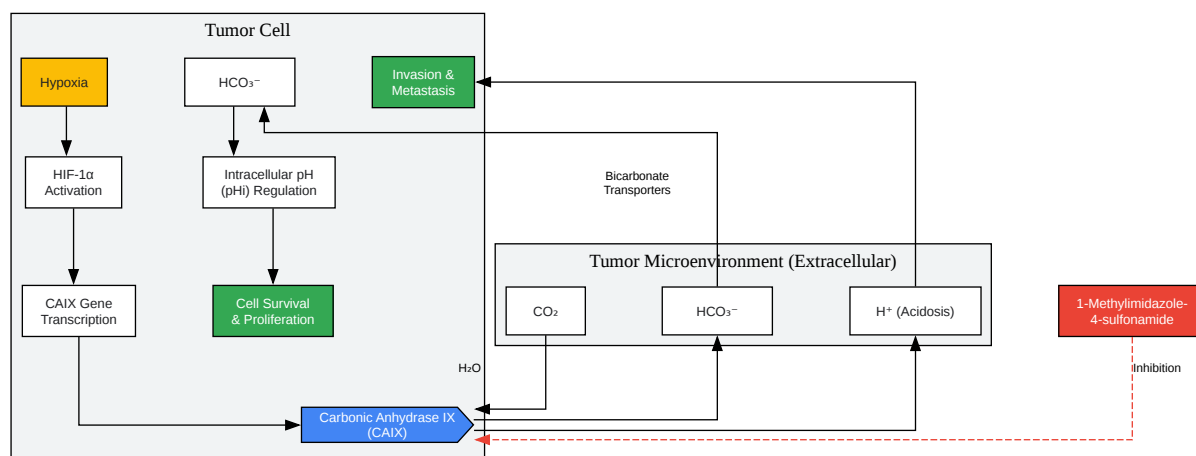 Tumor Cell
Hypoxia
HCO₃⁻
Invasion &
Metastasis
HIF-1α
Activation
Intracellular pH
(pHi) Regulation
Bicarbonate
Transporters
Tumor Microenvironment (Extracellular)
CAIX Gene
Transcription
Cell Survival
& Proliferation
CO₂
HCO₃⁻
H⁺ (Acidosis)
1-Methylimidazole-
4-sulfonamide
H₂O
Inhibition
Carbonic Anhydrase IX
(CAIX)